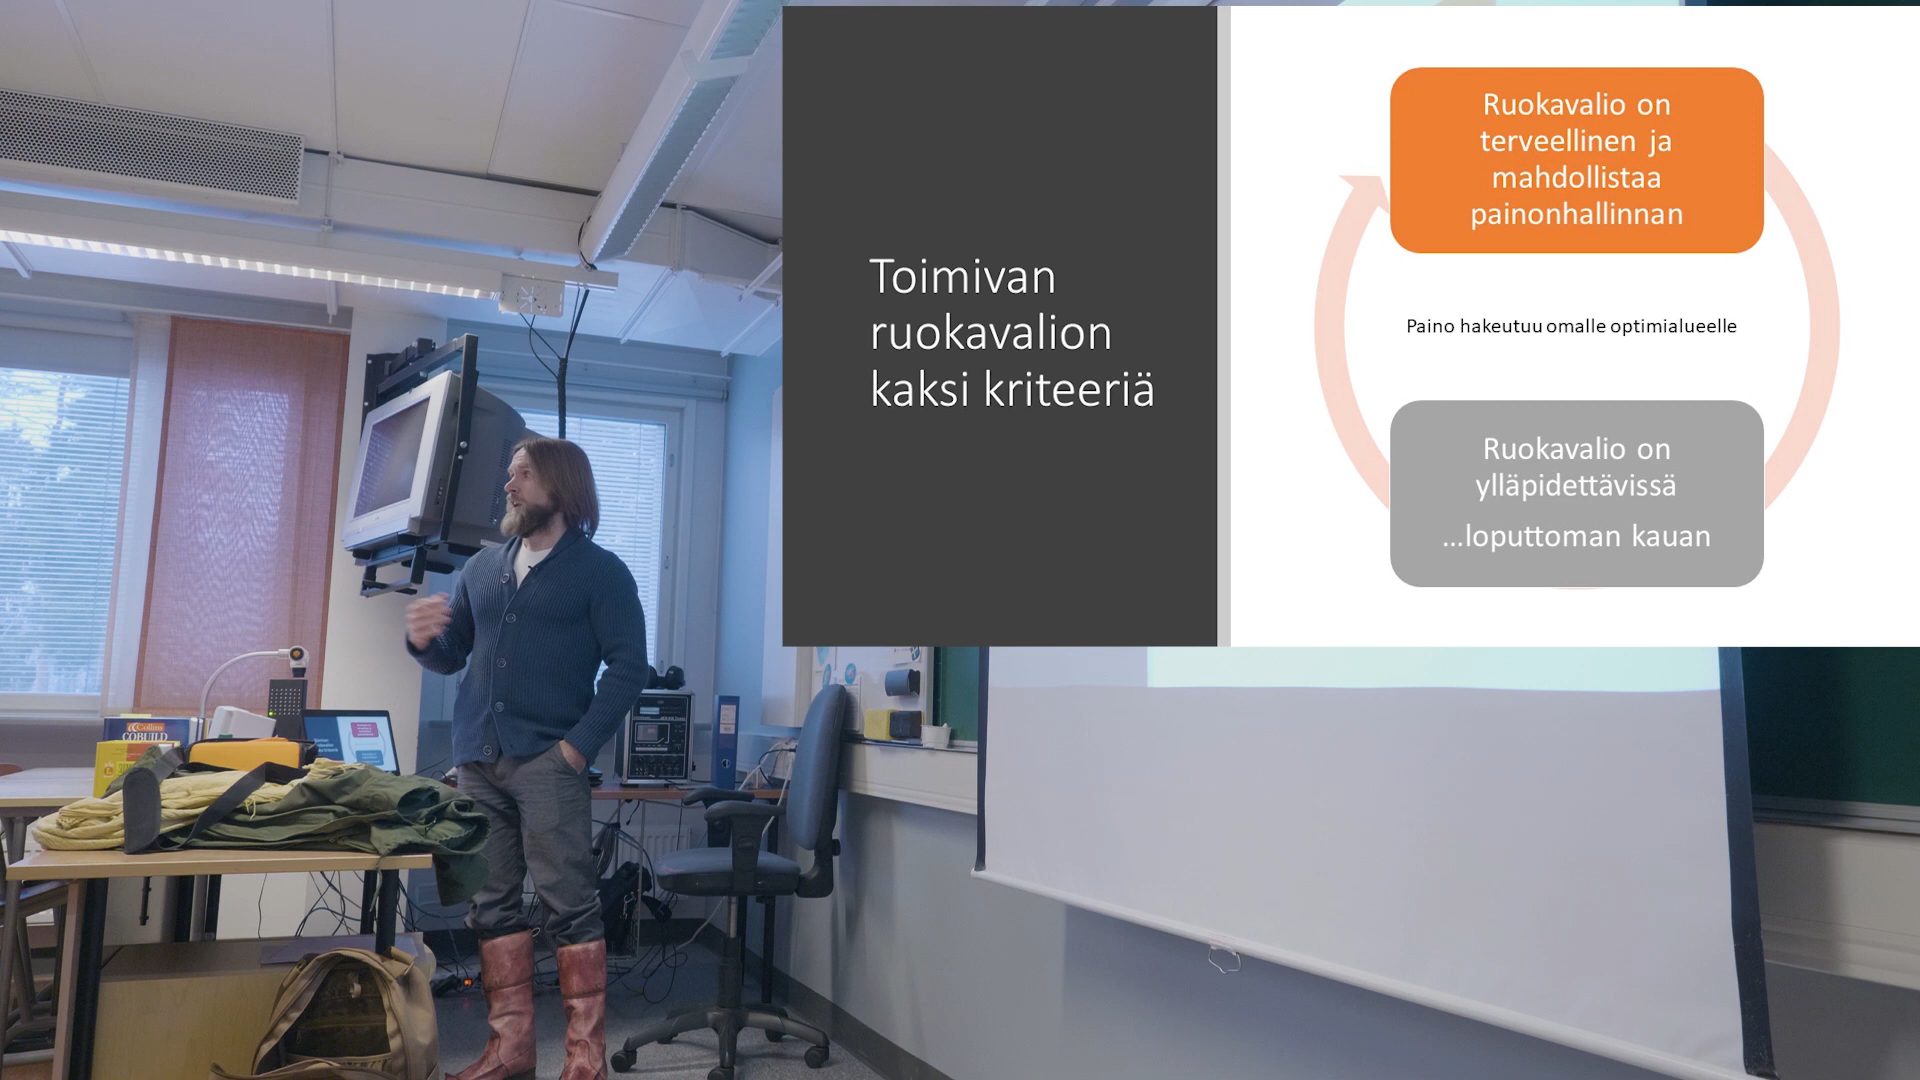 Toimivan
ruokavalion
kaksi kriteeriä
Ruokavalio on
terveellinen ja
mahdollistaa
painonhallinnan
Paino hakeutuu omalle optimialueelle
Ruokavalio on
ylläpidettävissä
...loputtoman kauan
Collins
COBUILD